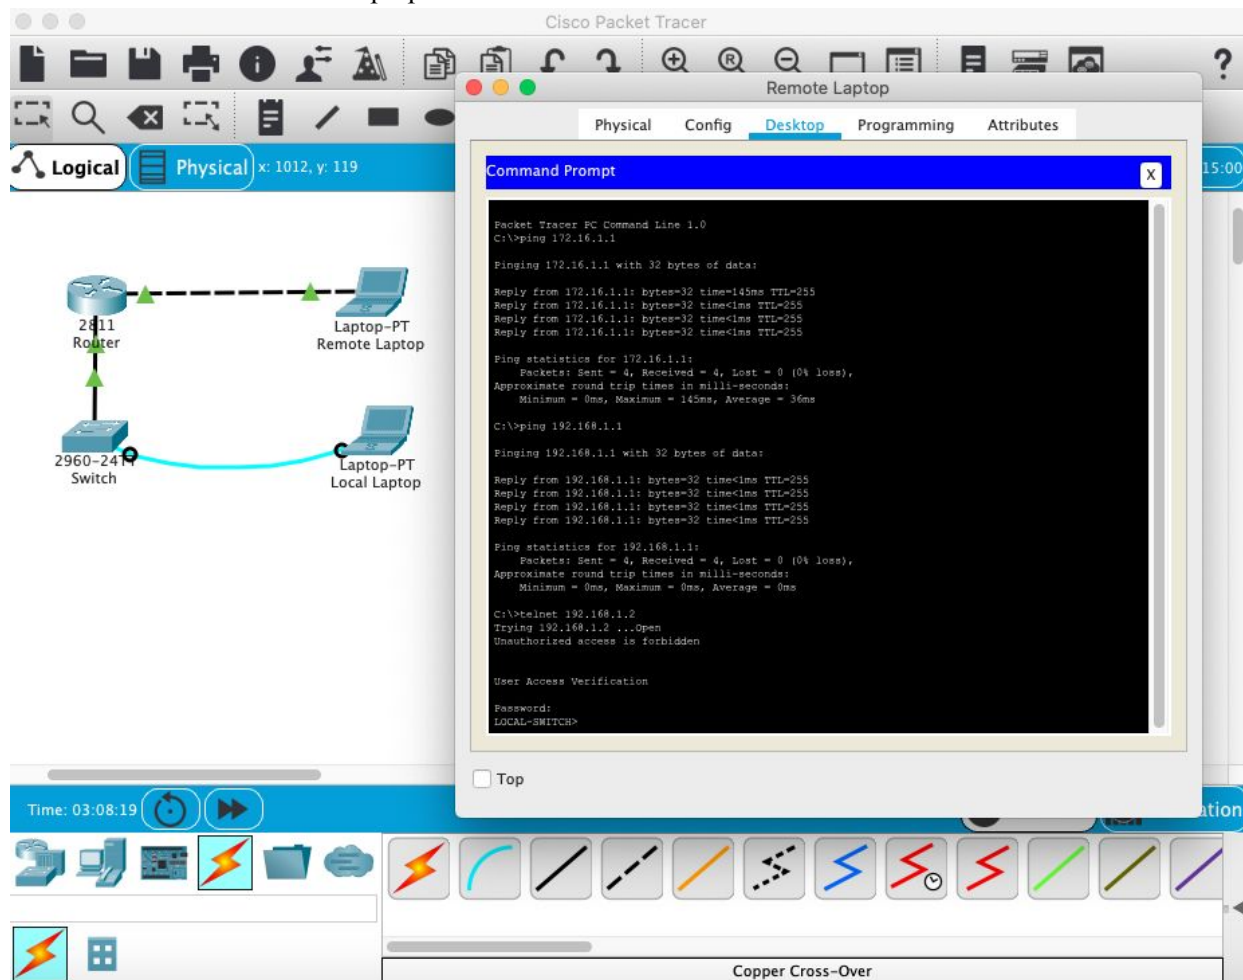 Cisco Packet Tracer
Remote Laptop
Physical Config Desktop Programming Attributes
Logical Physical x: 1012, y: 119
15:00
Command Prompt
X
Packet Tracer PC Command Line 1.0
C:\>ping 172.16.1.1
Pinging 172.16.1.1 with 32 bytes of data:
Reply from 172.16.1.1: bytes=32 time=145ms TTL=255
Reply from 172.16.1.1: bytes=32 time<1ms TTL=255
Reply from 172.16.1.1: bytes=32 time<1ms TTL=255
Reply from 172.16.1.1: bytes=32 time<1ms TTL=255
Ping statistics for 172.16.1.1:
Packets: Sent = 4, Received = 4, Lost = 0 (0% loss),
Approximate round trip times in milli-seconds:
Minimum = 0ms, Maximum = 145ms, Average = 36ms
C:\>ping 192.168.1.1
Pinging 192.168.1.1 with 32 bytes of data:
Reply from 192.168.1.1: bytes=32 time<1ms TTL=255
Reply from 192.168.1.1: bytes=32 time<1ms TTL=255
Reply from 192.168.1.1: bytes=32 time<1ms TTL=255
Reply from 192.168.1.1: bytes=32 time<1ms TTL=255
Ping statistics for 192.168.1.1:
Packets: Sent = 4, Received = 4, Lost = 0 (0% loss),
Approximate round trip times in milli-seconds:
Minimum = 0ms, Maximum = 0ms, Average = 0ms
C:\>telnet 192.168.1.2
Trying 192.168.1.2 ...Open
Unauthorized access is forbidden
User Access Verification
Password:
LOCAL-SWITCH>
2811
Router
Laptop-PT
Remote Laptop
Switch
Laptop-PT
Local Laptop
Top
Time: 03:08:19
ation
Copper Cross-Over